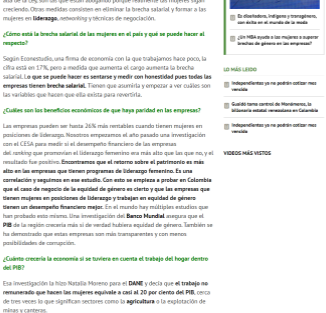 creciendo. Otras medidas consisten en eliminar la brecha salarial y formar a las
mujeres en liderazgo, networking y técnicas de negociación.
¿Cómo está la brecha salarial de las mujeres en el país y qué se puede hacer al
respecto?
Según Econestudio, una firma de economía con la que trabajamos hace poco, la
cifra está en 17%, pero a medida que aumenta el cargo aumenta la brecha
salarial. Lo que se puede hacer es sentarse y medir con honestidad pues todas las
empresas tienen brecha salarial. Tienen que asumirla y empezar a ver cuáles son
las variables que hacen que ella exista para revertirla.
¿Cuáles son los beneficios económicos de que haya paridad en las empresas?
Las empresas pueden ser hasta 26% más rentables cuando tienen mujeres en
posiciones de liderazgo. Nosotros empezamos el año pasado una investigación
con el CESA para medir si el desempeño financiero de las empresas
del ranking que promovían el liderazgo femenino era más alto que las que no, y el
resultado fue positivo. Encontramos que el retorno sobre el patrimonio es más
alto en las empresas que tienen programas de liderazgo femenino. Es una
correlación y seguimos en ese estudio. Con esto se empieza a probar en Colombia
que el caso de negocio de la equidad de género es cierto y que las empresas que
tienen mujeres en posiciones de liderazgo y trabajan en equidad de género
tienen un desempeño financiero mejor. En el mundo hay múltiples estudios que
han probado esto mismo. Una investigación del Banco Mundial asegura que el
PIB de la región crecería más si de verdad hubiera equidad de género. También se
ha demostrado que estas empresas son más transparentes y con menos
posibilidades de corrupción.
¿Cuánto crecería la economía si se tuviera en cuenta el trabajo del hogar dentro
del PIB?
Esa investigación la hizo Natalia Moreno para el DANE y decía que el trabajo no
remunerado que hacen las mujeres equivale a casi al 20 por ciento del PIB, cerca
de tres veces lo que significan sectores como la agricultura o la explotación de
minas y canteras.
Es diseñadora, indígena y transgénero,
con éxito en el mundo de la moda
¿Un MBA ayuda a las mujeres a superar
brechas de género en las empresas?
LO MÁS LEÍDO
Independientes ya no podrán cotizar mes
vencido
Independientes ya no podrán cotizar mes
vencido
VIDEOS MÁS VISTOS